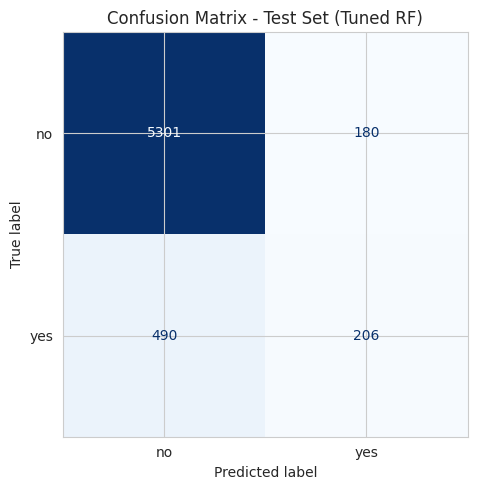 Confusion Matrix - Test Set (Tuned RF)
True label
no
5301
180
yes
490
206
no
yes
Predicted label